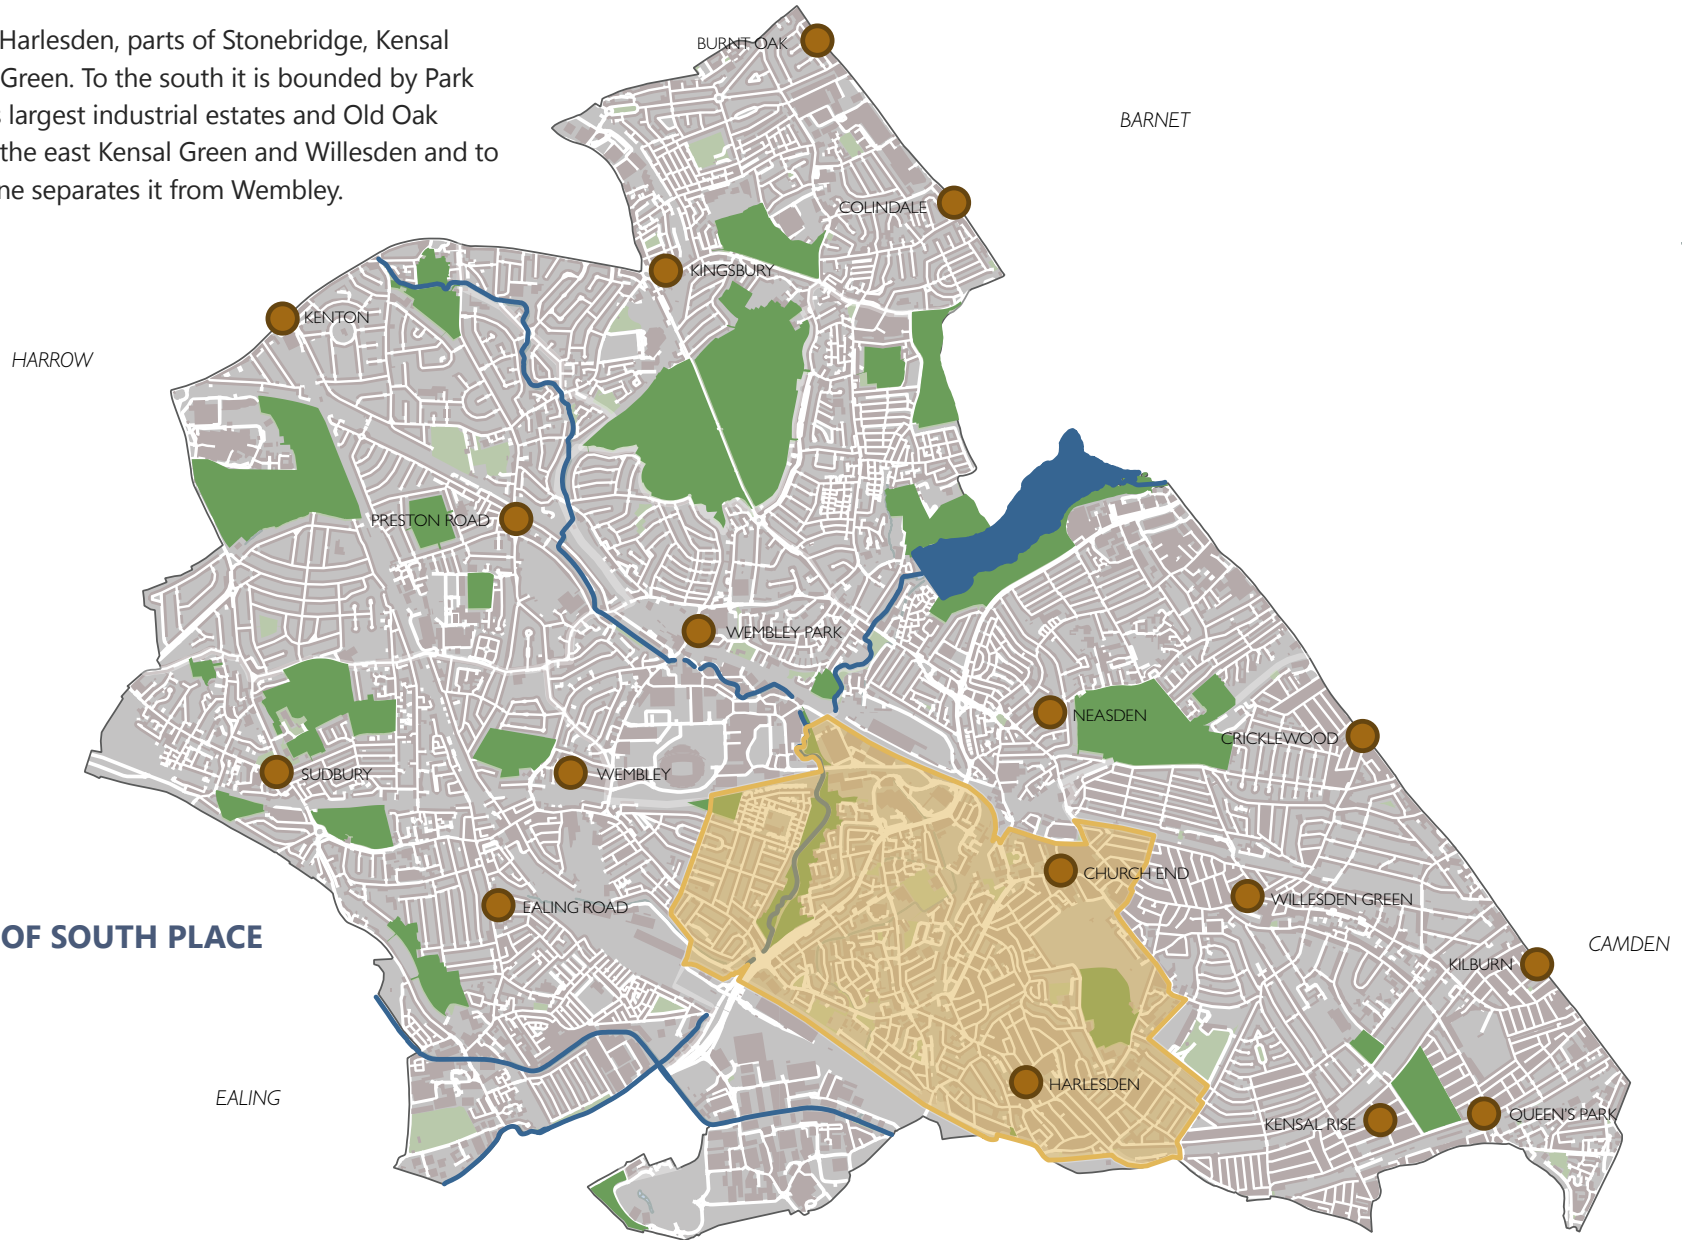 Harlesden, parts of Stonebridge, Kensal
Green. To the south it is bounded by Park
largest industrial estates and Old Oak
the east Kensal Green and Willesden and to
separates it from Wembley.
BURNT OAK
BARNET
COLINDALE
KINGSBURY
KENTON
HARROW
PRESTON ROAD
WEMBLEY PARK
NEASDEN
CRICKLEWOOD
SUDBURY
WEMBLEY
CHURCH END
WILLESDEN GREEN
EALING ROAD
OF SOUTH PLACE
CAMDEN
KILBURN
HARLESDEN
EALING
QUEEN'S PARK
KENSAL RISE